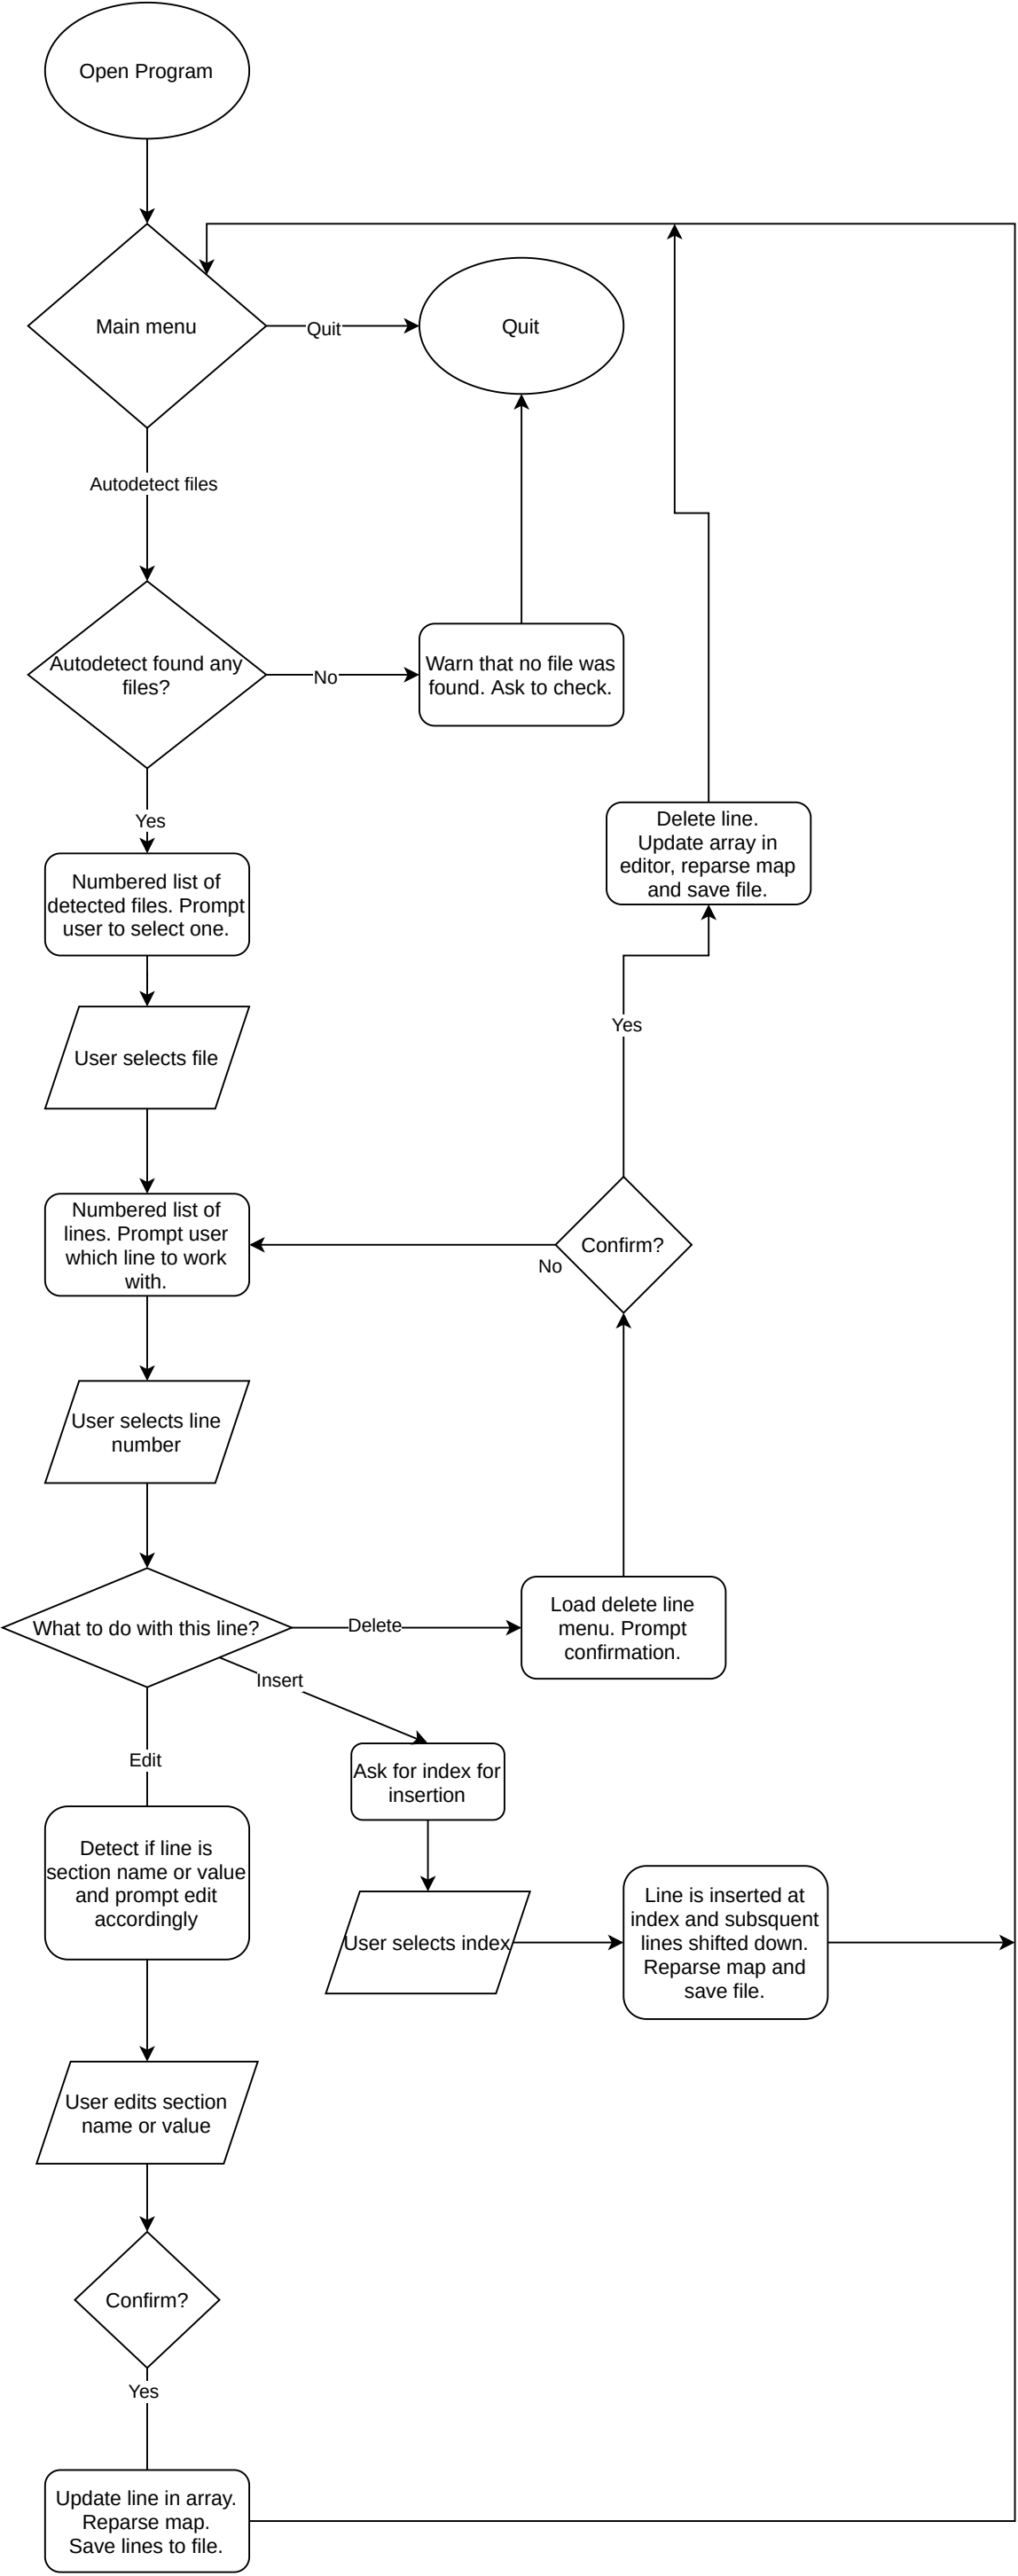 Open Program
Main menu
Quit
Quit
Autodetect files
Autodetect found any
files?
No
Warn that no file was
found. Ask to check.
Yes
Delete line.
Update array in
editor, reparse map
and save file.
Numbered list of
detected files. Prompt
user to select one.
Yes
User selects file
Numbered list of
lines. Prompt user
which line to work
with.
Confirm?
No
User selects line
number
What to do with this line?
Delete
Load delete line
menu. Prompt
confirmation.
Insert
Edit
Ask for index for
insertion
Detect if line is
section name or value
and prompt edit
accordingly
User selects index
Line is inserted at
index and subsquent
lines shifted down.
Reparse map and
save file.
User edits section
name or value
Confirm?
Yes
Update line in array.
Reparse map.
Save lines to file.